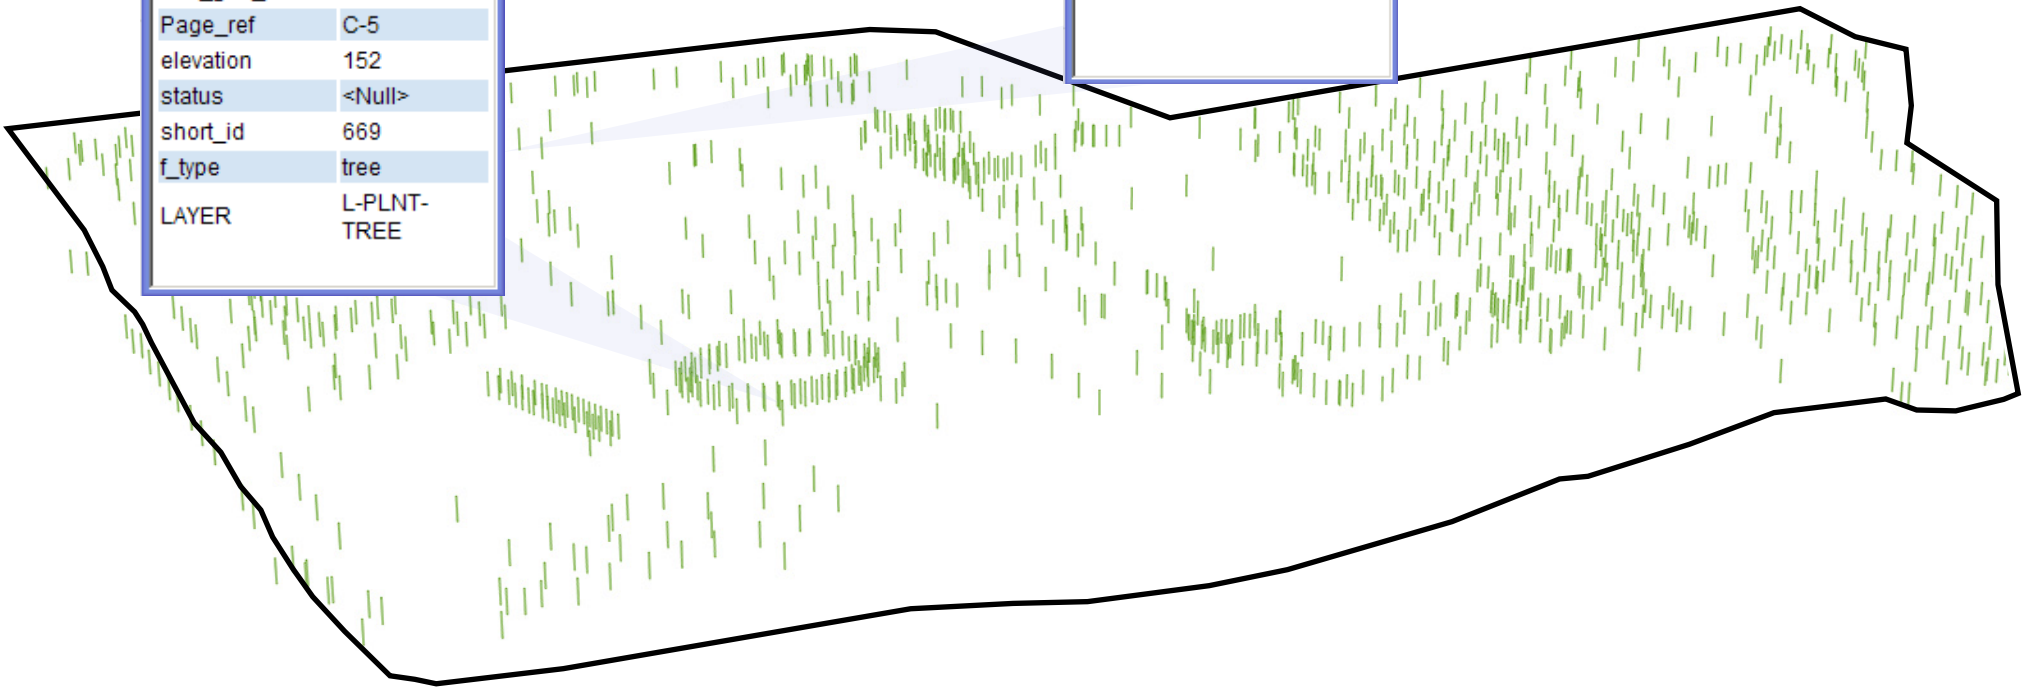 Page_ref C-5
elevation 152
status <Null>
short_id 669
f_type tree
LAYER L-PLNT-
TREE